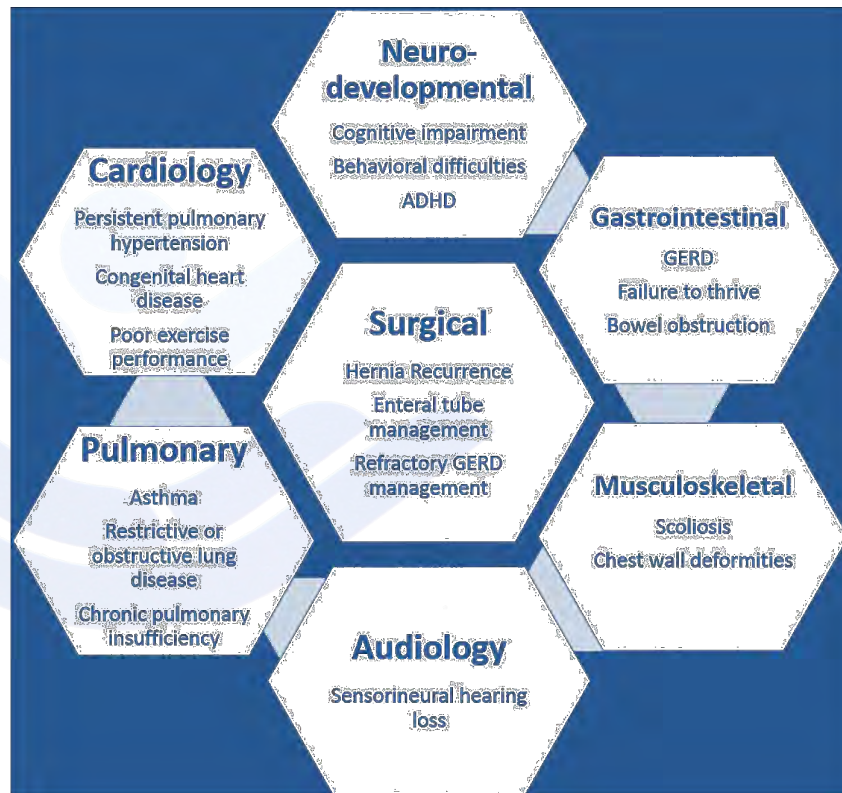 Neuro-
developmental
Cognitive impairment
Behavioral difficulties
ADHD
Cardiology
Persistent pulmonary
hypertension
Congenital heart
disease
Poor exercise
performance
Gastrointestinal
GERD
Failure to thrive
Bowel obstruction
Surgical
Hernia Recurrence
Enteral tube
management
Refractory GERD
management
Pulmonary
Asthma
Restrictive or
obstructive lung
disease
Chronic pulmonary
insufficiency
Musculoskeletal
Scoliosis
Chest wall deformities
Audiology
Sensorineural hearing
loss